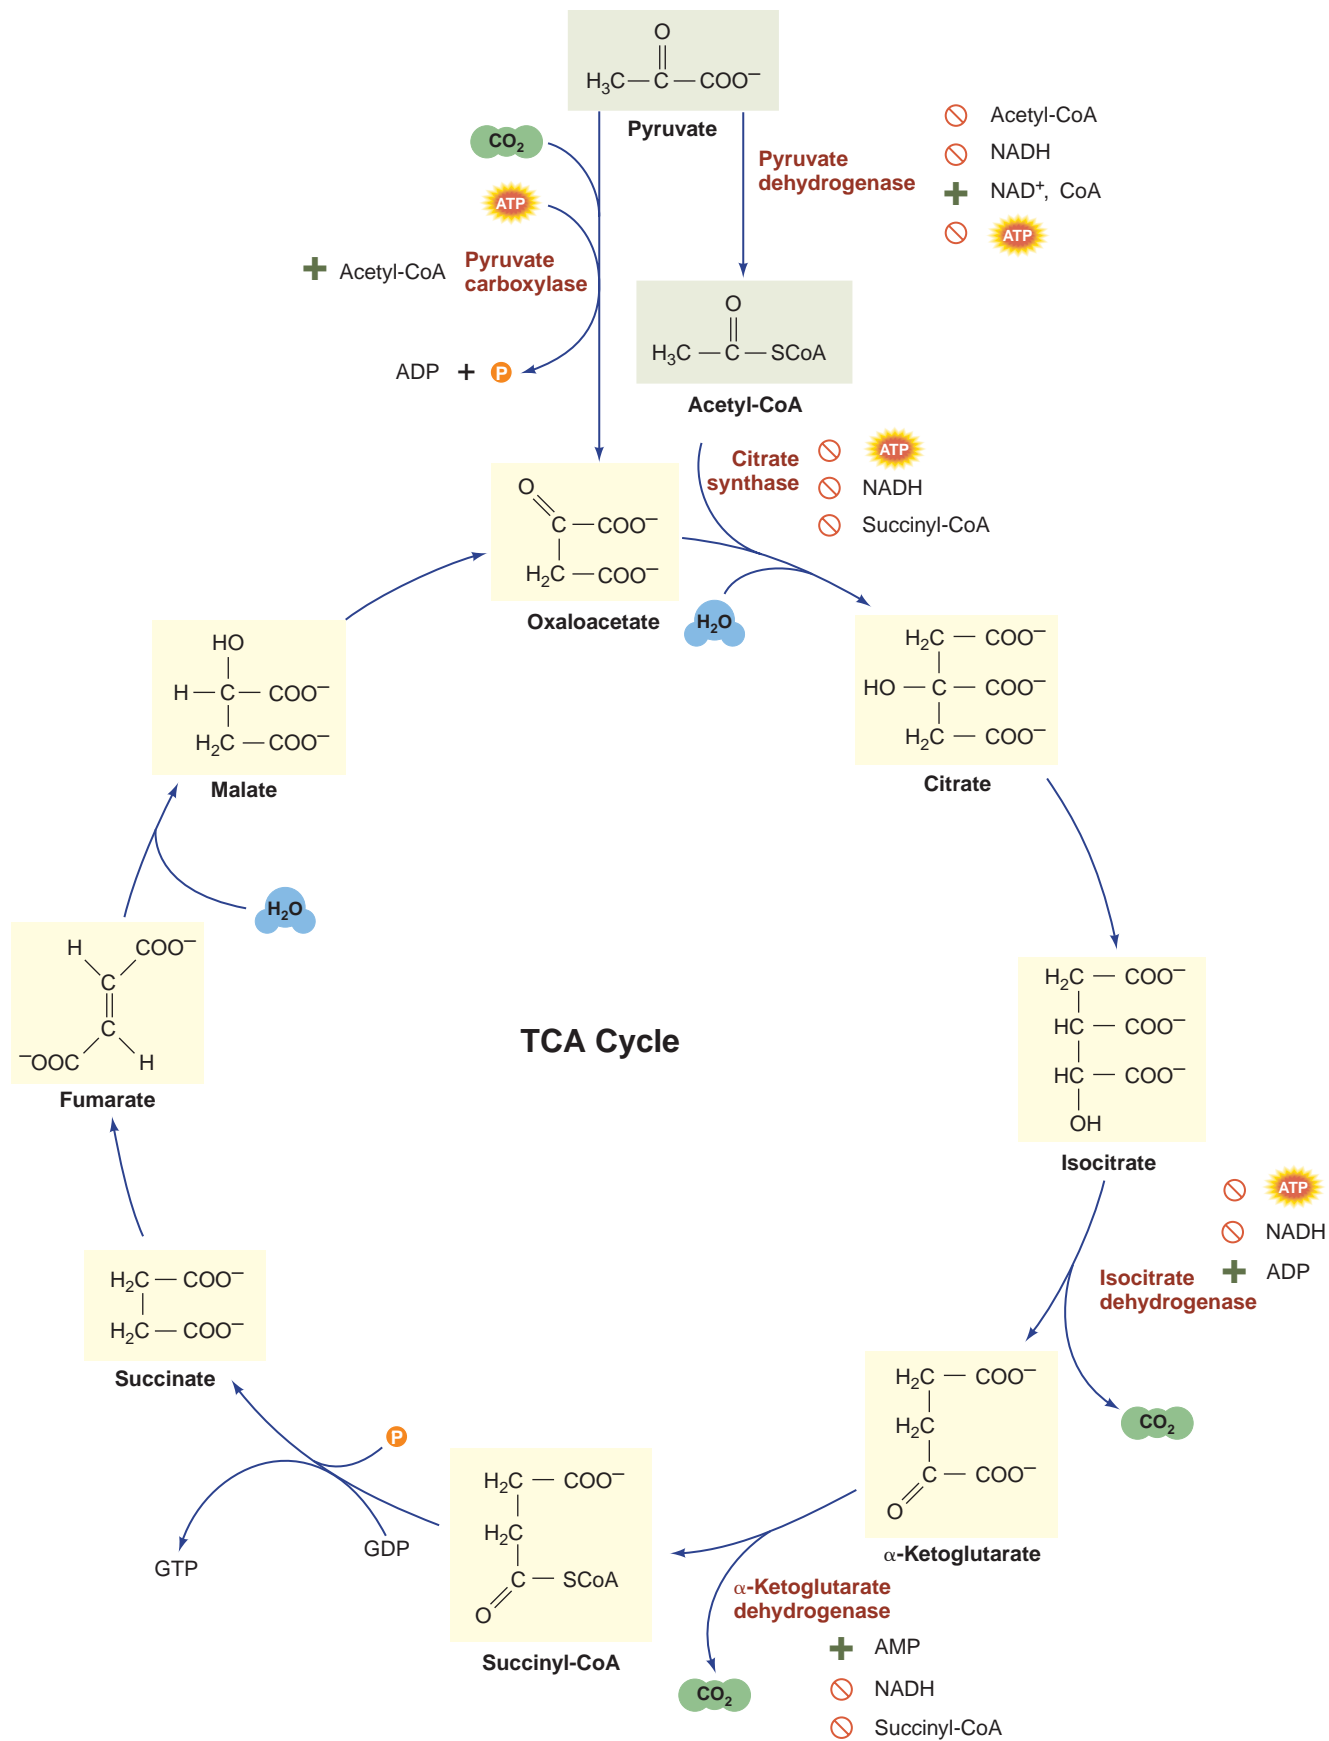 O
H₃C—C—COO⁻
Pyruvate
CO₂
ATP
Pyruvate
dehydrogenase
Acetyl-CoA
NADH
NAD⁺, CoA
ATP
+ Acetyl-CoA
Pyruvate
carboxylase
ADP + P
O
H₃C—C—SCoA
Acetyl-CoA
Citrate
synthase
ATP
NADH
Succinyl-CoA
O
C—COO⁻
H₂C—COO⁻
Oxaloacetate
H₂O
H₂C—COO⁻
HO—C—COO⁻
H₂C—COO⁻
Citrate
HO
H—C—COO⁻
H₂C—COO⁻
Malate
H₂O
H COO⁻
C
C
⁻OOC H
Fumarate
TCA Cycle
H₂C—COO⁻
HC—COO⁻
HC—COO⁻
OH
Isocitrate
ATP
NADH
+ ADP
Isocitrate
dehydrogenase
CO₂
H₂C—COO⁻
H₂C—COO⁻
Succinate
H₂C—COO⁻
H₂C
C—COO⁻
O
α-Ketoglutarate
P
GDP
GTP
H₂C—COO⁻
H₂C
C—SCoA
O
Succinyl-CoA
α-Ketoglutarate
dehydrogenase
+ AMP
NADH
Succinyl-CoA
CO₂